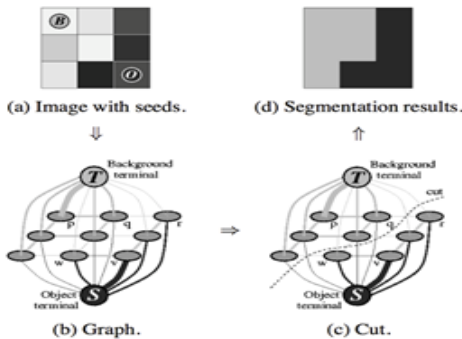 B
O
(a) Image with seeds.
(d) Segmentation results.
Background
terminal
T
p
q
r
w
v
S
Object
terminal
(b) Graph.
Background
terminal
T
cut
p
q
r
w
v
S
Object
terminal
(c) Cut.